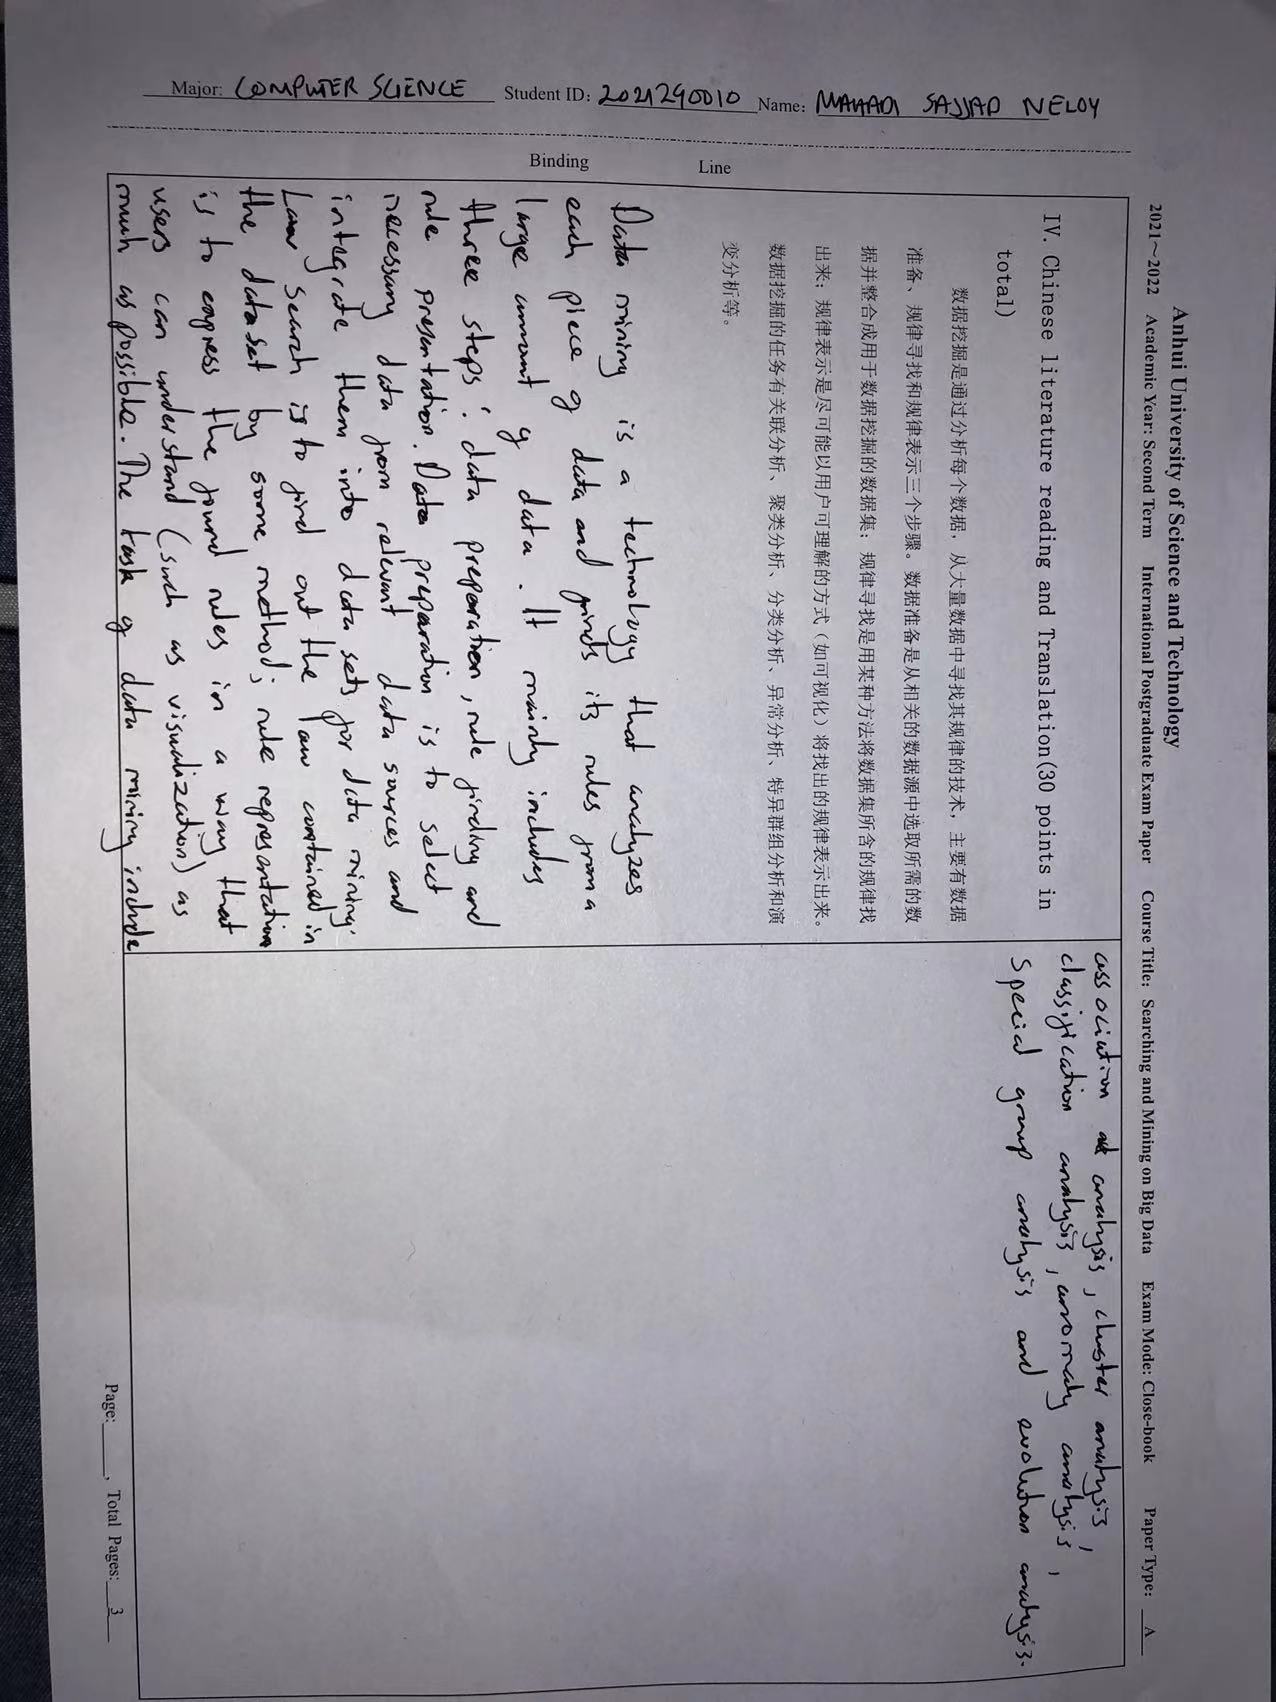 Anhui University of Science and Technology
2021～2022 Academic Year: Second Term International Postgraduate Exam Paper Course Title: Searching and Mining on Big Data Exam Mode: Close-book Paper Type: A
Major: COMPUTER SCIENCE Student ID: 2021290010 Name: MAHADI SAJJAD NELOY
Binding Line
IV. Chinese literature reading and Translation(30 points in
total)
数据挖掘是通过分析每个数据，从大量数据中寻找其规律的技术，主要有数据
准备、规律寻找和规律表示三个步骤。数据准备是从相关的数据源中选取所需的数
据并整合成用于数据挖掘的数据集；规律寻找是用某种方法将数据集所含的规律找
出来；规律表示是尽可能以用户可理解的方式（如可视化）将找出的规律表示出来。
数据挖掘的任务有关联分析、聚类分析、分类分析、异常分析、特异群组分析和演
变分析等。
Data mining is a technology that analyzes
each piece of data and finds its rules from a
large amount of data. It mainly includes
three steps: data preparation, rule finding and
rule presentation. Data preparation is to select
necessary data from relevant data sources and
integrate them into data sets for data mining.
Law search is to find out the law contained in
the dataset by some method; rule representation
is to express the found rules in a way that
users can understand (such as visualization) as
much as possible. The task of data mining include
association analysis, cluster analysis,
classification analysis, anomaly analysis,
special group analysis and evolution analysis.
Page: , Total Pages: 3